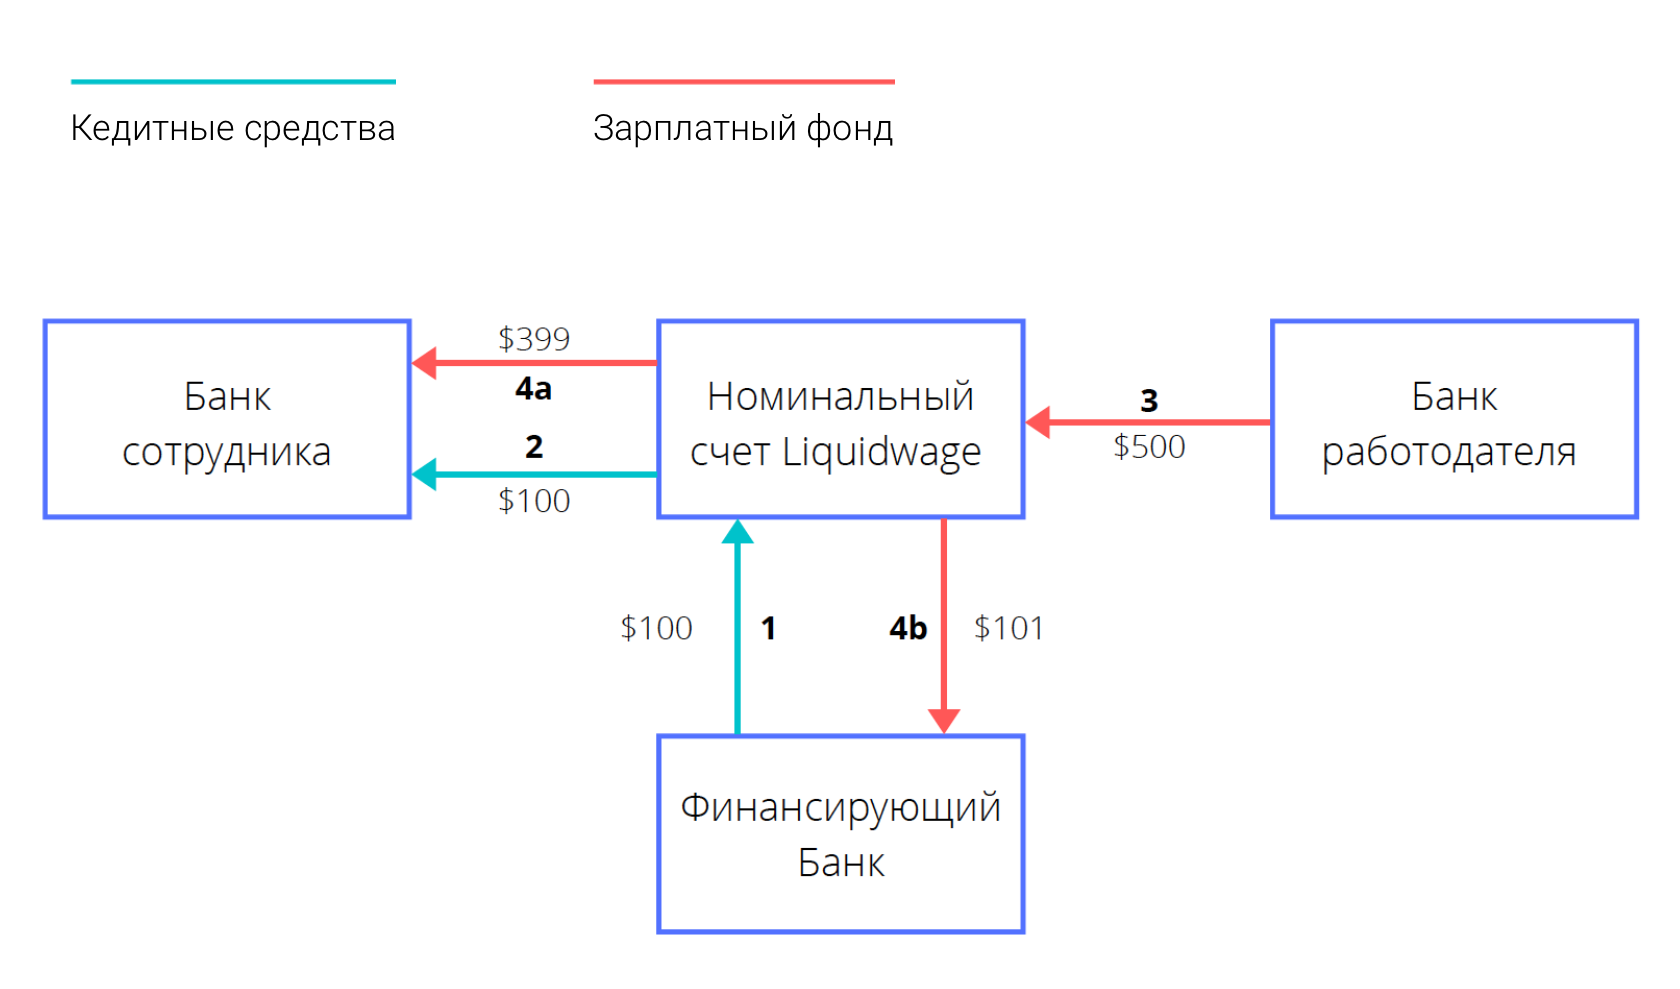 Кедитные средства
Зарплатный фонд
$399
4a
2
$100
Банк
сотрудника
Номинальный
счет Liquidwage
3
$500
Банк
работодателя
$100
1
4b
$101
Финансирующий
Банк